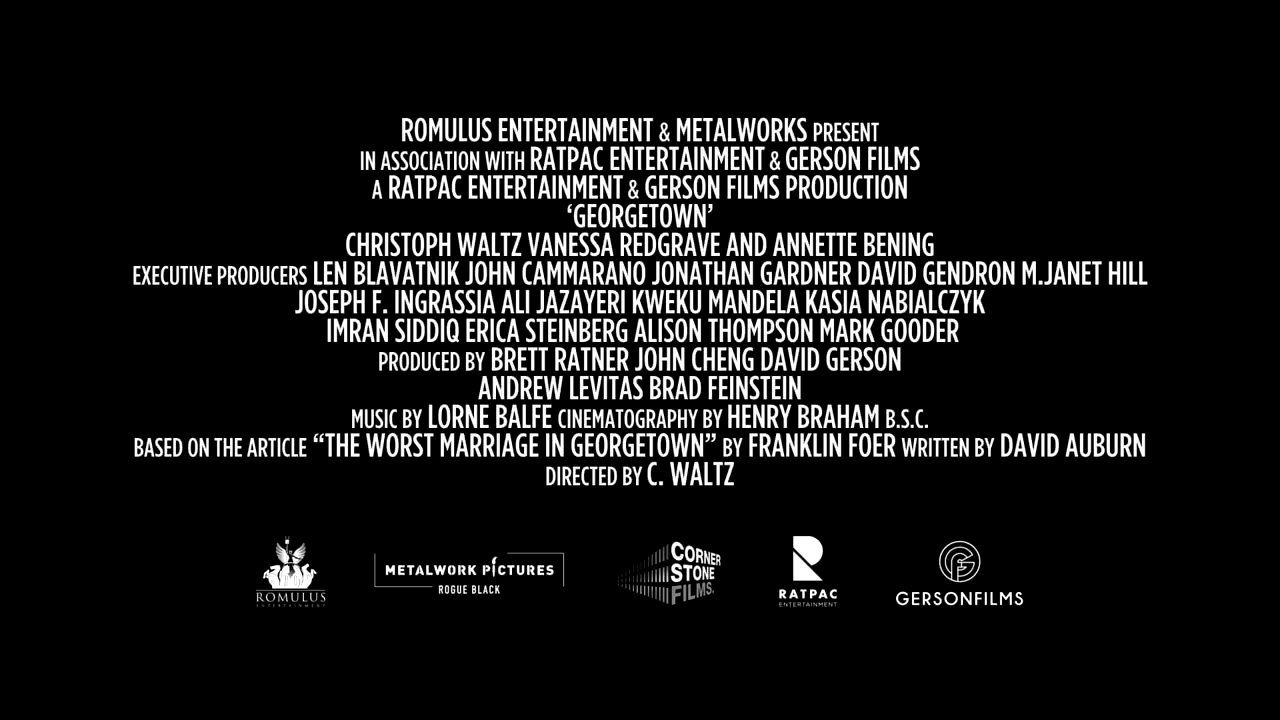 ROMULUS ENTERTAINMENT & METALWORKS PRESENT
IN ASSOCIATION WITH RATPAC ENTERTAINMENT & GERSON FILMS
A RATPAC ENTERTAINMENT & GERSON FILMS PRODUCTION
‘GEORGETOWN’
CHRISTOPH WALTZ VANESSA REDGRAVE AND ANNETTE BENING
EXECUTIVE PRODUCERS LEN BLAVATNIK JOHN CAMMARANO JONATHAN GARDNER DAVID GENDRON M.JANET HILL
JOSEPH F. INGRASSIA ALI JAZAYERI KWEKU MANDELA KASIA NABIALCZYK
IMRAN SIDDIQ ERICA STEINBERG ALISON THOMPSON MARK GOODER
PRODUCED BY BRETT RATNER JOHN CHENG DAVID GERSON
ANDREW LEVITAS BRAD FEINSTEIN
MUSIC BY LORNE BALFE CINEMATOGRAPHY BY HENRY BRAHAM B.S.C.
BASED ON THE ARTICLE “THE WORST MARRIAGE IN GEORGETOWN” BY FRANKLIN FOER WRITTEN BY DAVID AUBURN
DIRECTED BY C. WALTZ
ROMULUS
ENTERTAINMENT
METALWORK PICTURES
ROGUE BLACK
CORNER
STONE
FILMS.
RATPAC
ENTERTAINMENT
GERSONFILMS